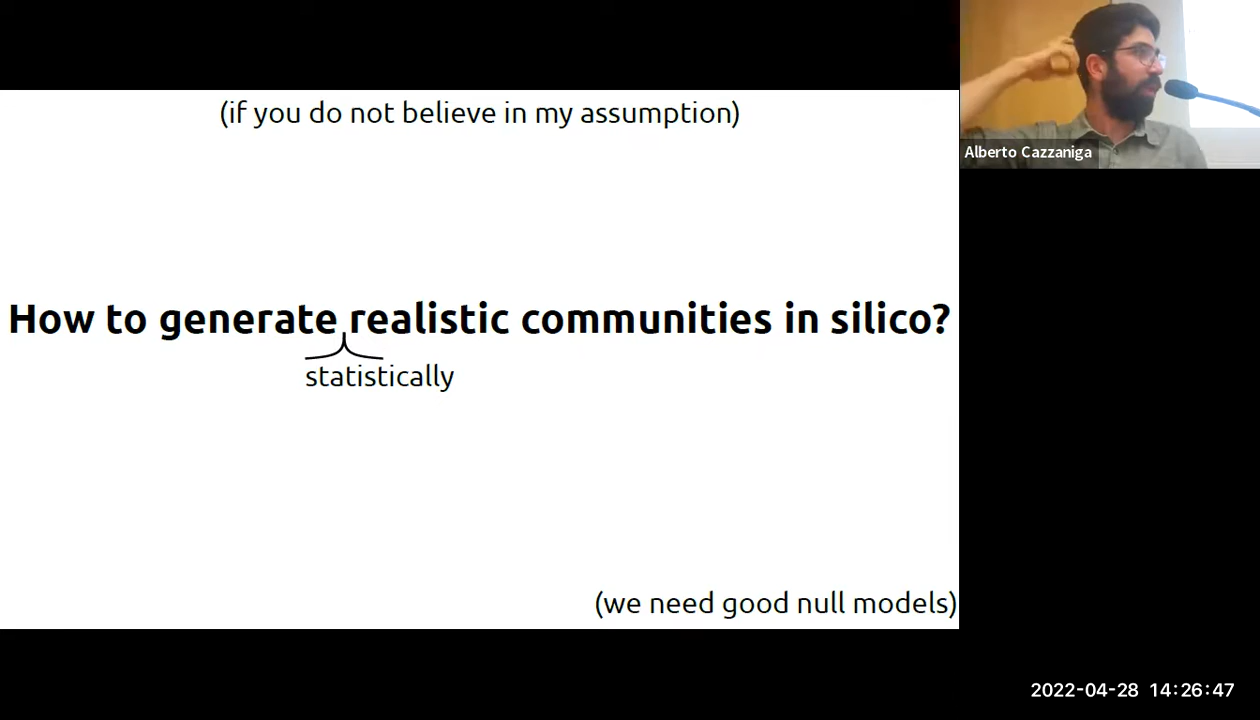 (if you do not believe in my assumption)
Alberto Cazzaniga
How to generate realistic communities in silico?
statistically
(we need good null models)
2022-04-28 14:26:47